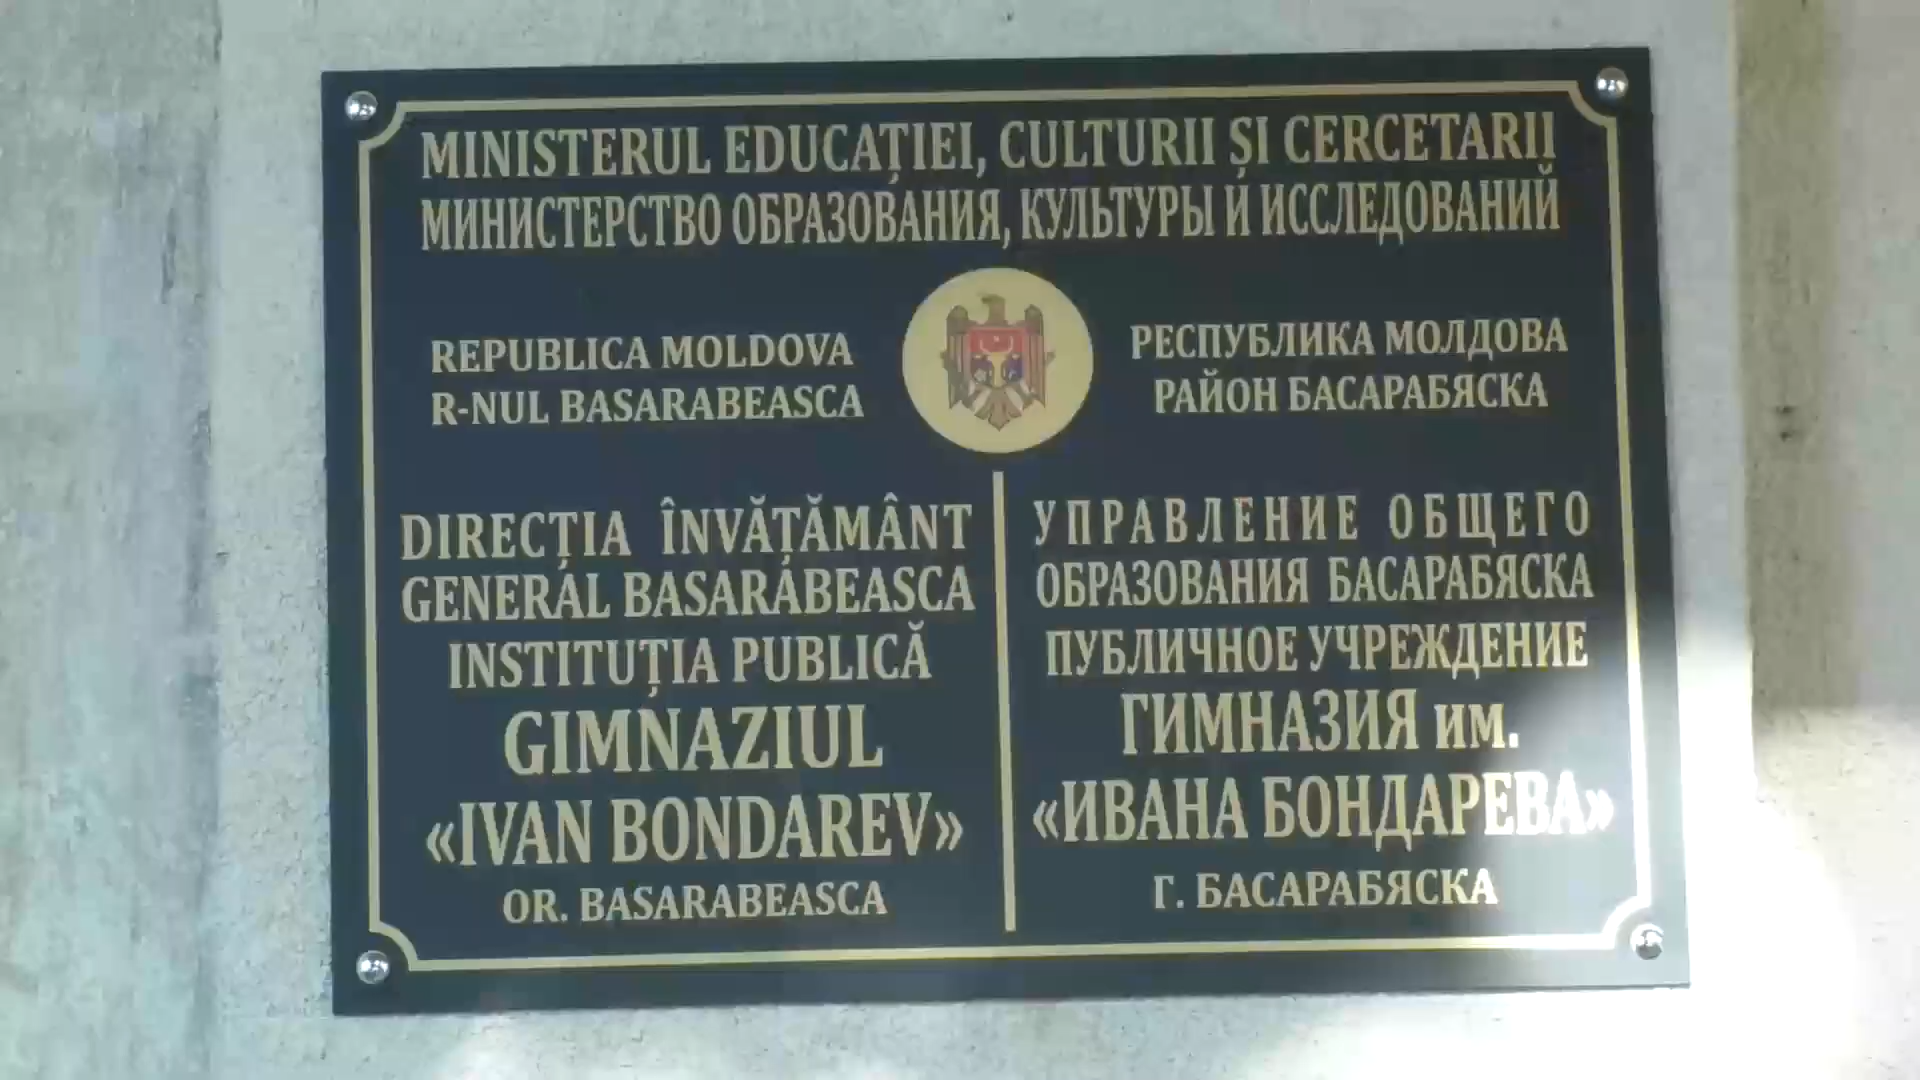 MINISTERUL EDUCAȚIEI, CULTURII ȘI CERCETARII
МИНИСТЕРСТВО ОБРАЗОВАНИЯ, КУЛЬТУРЫ И ИССЛЕДОВАНИЙ
REPUBLICA MOLDOVA
R-NUL BASARABEASCA
РЕСПУБЛИКА МОЛДОВА
РАЙОН БАСАРАБЯСКА
DIRECȚIA ÎNVĂȚĂMÂNT
GENERAL BASARABEASCA
INSTITUȚIA PUBLICĂ
GIMNAZIUL
«IVAN BONDAREV»
OR. BASARABEASCA
УПРАВЛЕНИЕ ОБЩЕГО
ОБРАЗОВАНИЯ БАСАРАБЯСКА
ПУБЛИЧНОЕ УЧРЕЖДЕНИЕ
ГИМНАЗИЯ им.
«ИВАНА БОНДАРЕВА»
Г. БАСАРАБЯСКА